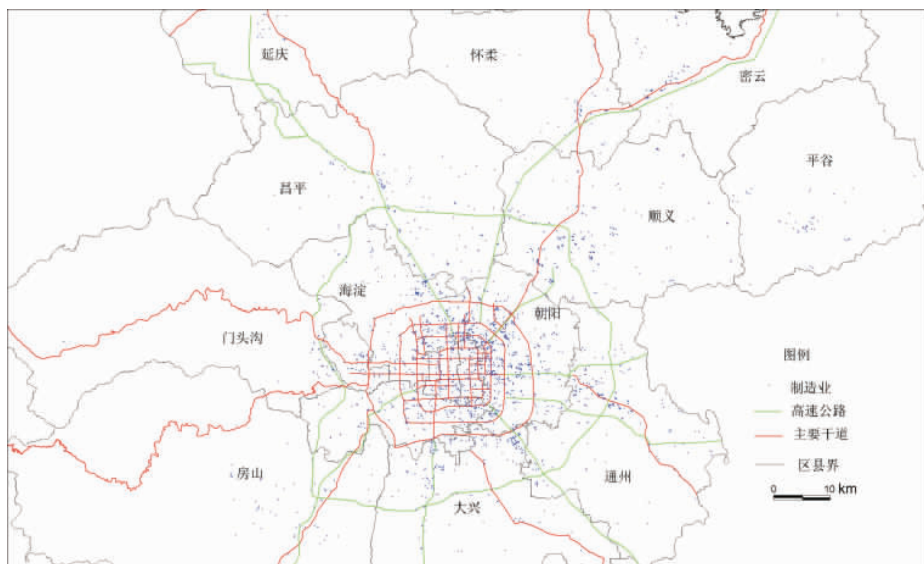 延庆
怀柔
密云
平谷
昌平
顺义
海淀
朝阳
门头沟
图例
制造业
高速公路
主要干道
房山
通州
区县界
大兴
0 10 km